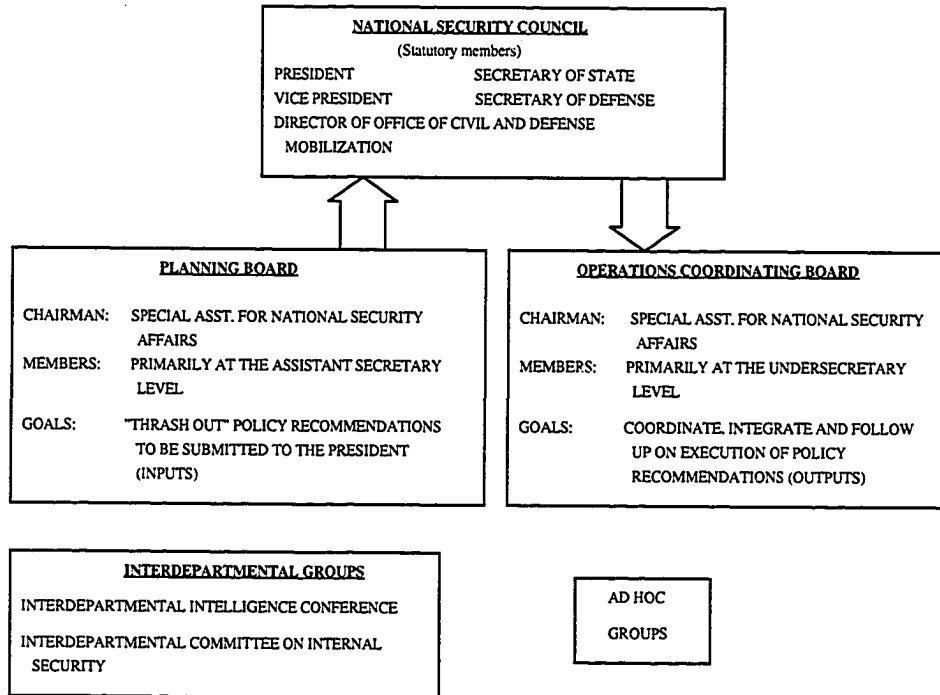 NATIONAL SECURITY COUNCIL
(Statutory members)
PRESIDENT SECRETARY OF STATE
VICE PRESIDENT SECRETARY OF DEFENSE
DIRECTOR OF OFFICE OF CIVIL AND DEFENSE
MOBILIZATION
PLANNING BOARD
CHAIRMAN: SPECIAL ASST. FOR NATIONAL SECURITY
AFFAIRS
MEMBERS: PRIMARILY AT THE ASSISTANT SECRETARY
LEVEL
GOALS: "THRASH OUT" POLICY RECOMMENDATIONS
TO BE SUBMITTED TO THE PRESIDENT
(INPUTS)
OPERATIONS COORDINATING BOARD
CHAIRMAN: SPECIAL ASST. FOR NATIONAL SECURITY
AFFAIRS
MEMBERS: PRIMARILY AT THE UNDERSECRETARY
LEVEL
GOALS: COORDINATE, INTEGRATE AND FOLLOW
UP ON EXECUTION OF POLICY
RECOMMENDATIONS (OUTPUTS)
INTERDEPARTMENTAL GROUPS
INTERDEPARTMENTAL INTELLIGENCE CONFERENCE
INTERDEPARTMENTAL COMMITTEE ON INTERNAL
SECURITY
AD HOC
GROUPS